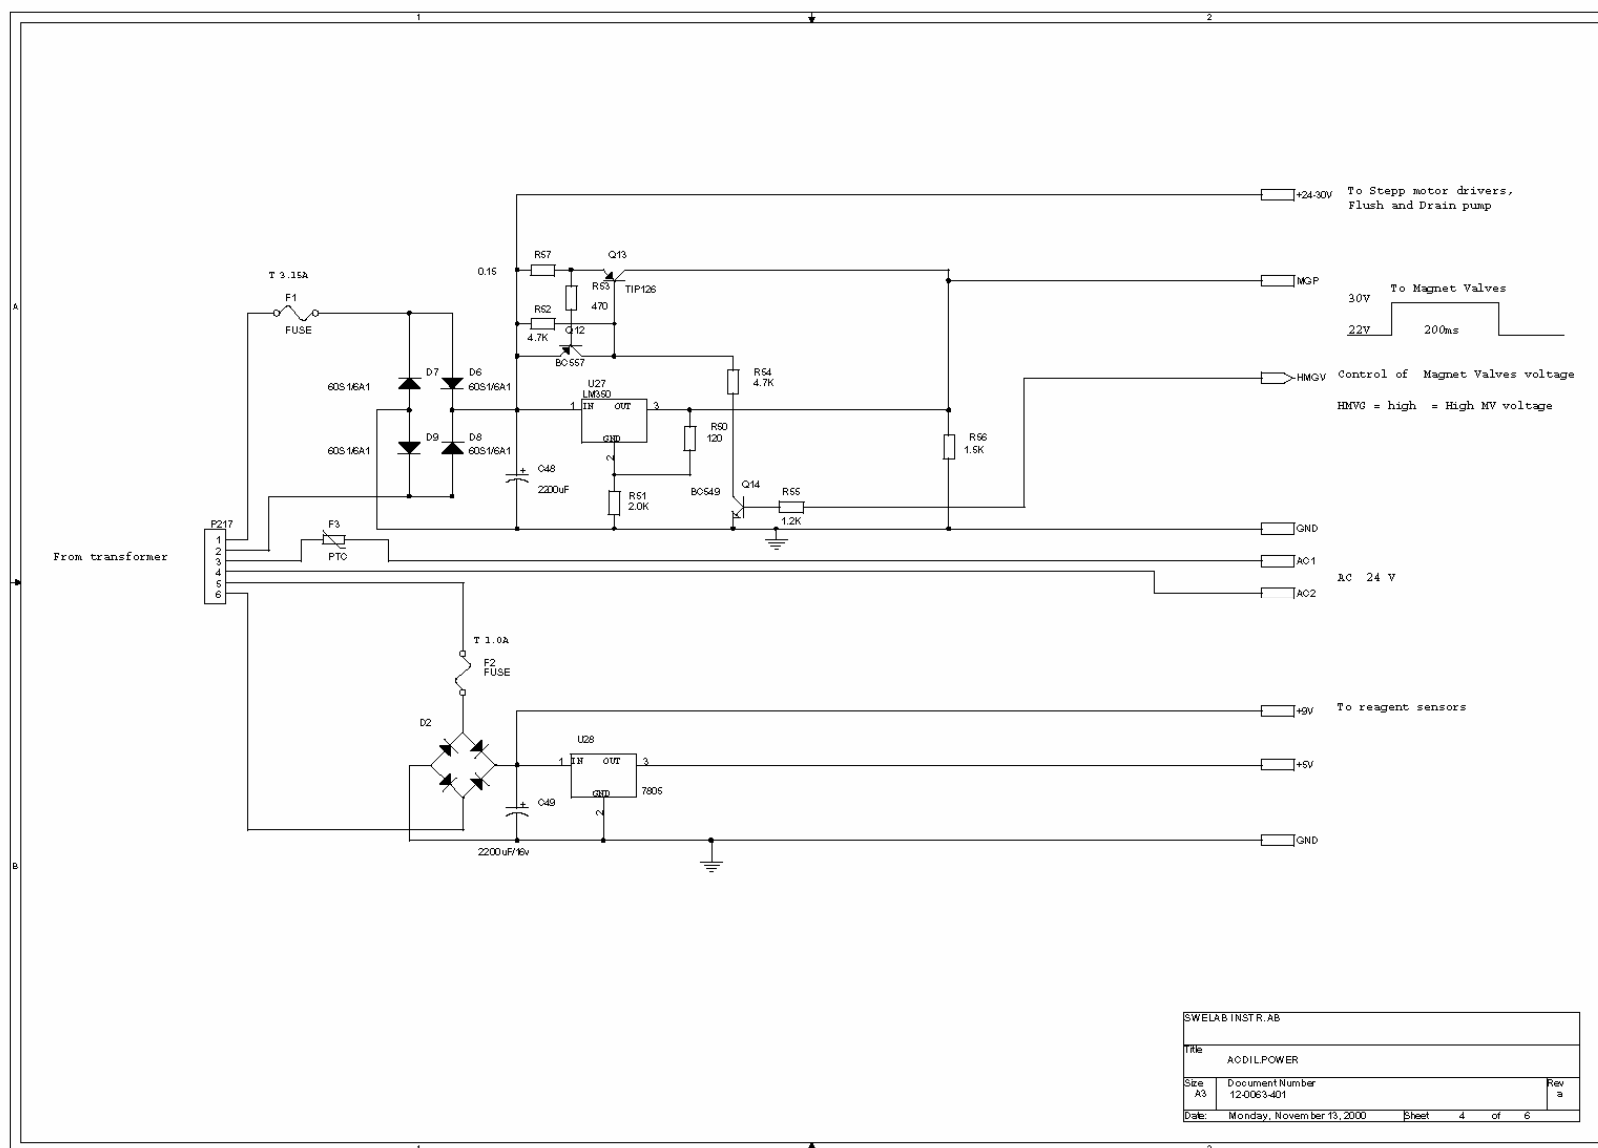 1
2
+24-30V
To Stepp motor drivers,
Flush and Drain pump
R57
Q13
0.15
T 3.15A
R53
470
TIP126
MGP
To Magnet Valves
30V
22V
200ms
A
F1
FUSE
R52
4.7K
Q12
BC557
D7
60S1/6A1
D6
60S1/6A1
R54
4.7K
HMGV
Control of Magnet Valves voltage
HMVG = high = High MV voltage
U27
LM350
1
IN
OUT
3
GND
2
R50
120
D9
60S1/6A1
D8
60S1/6A1
R56
1.5K
C48
+
2200uF
R51
2.0K
BC549
Q14
R55
1.2K
P217
1
2
3
4
5
6
F3
PTC
GND
From transformer
AC1
AC 24 V
AC2
T 1.0A
F2
FUSE
+9V
To reagent sensors
D2
U28
1
IN
OUT
3
GND
2
7805
+5V
C49
+
2200uF/16v
GND
B
SWELAB INSTR.AB
Title
ACDIL.POWER
Size
A3
Document Number
12-0063-401
Rev
a
Date:
Monday, November 13, 2000
Sheet 4 of 6
1
2